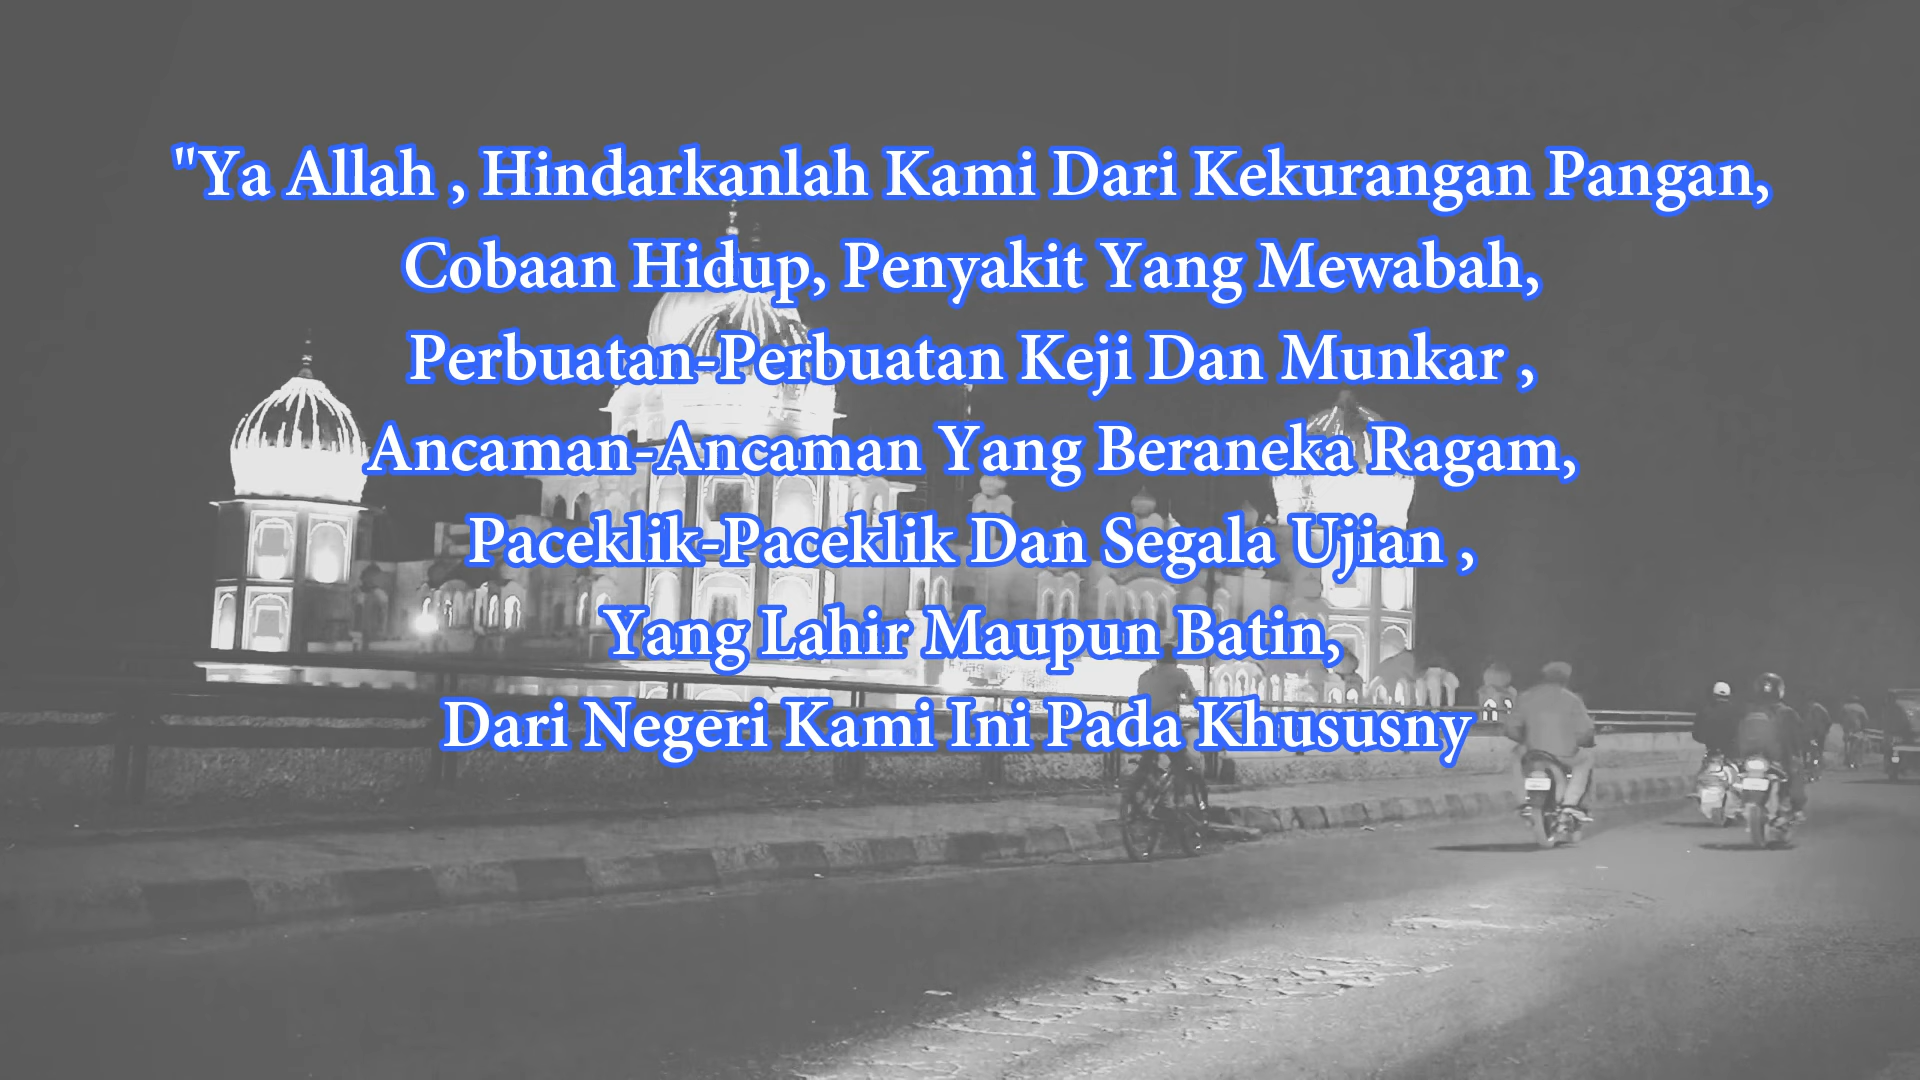 "Ya Allah , Hindarkanlah Kami Dari Kekurangan Pangan,
Cobaan Hidup, Penyakit Yang Mewabah,
Perbuatan-Perbuatan Keji Dan Munkar ,
Ancaman-Ancaman Yang Beraneka Ragam,
Paceklik-Paceklik Dan Segala Ujian ,
Yang Lahir Maupun Batin,
Dari Negeri Kami Ini Pada Khususny